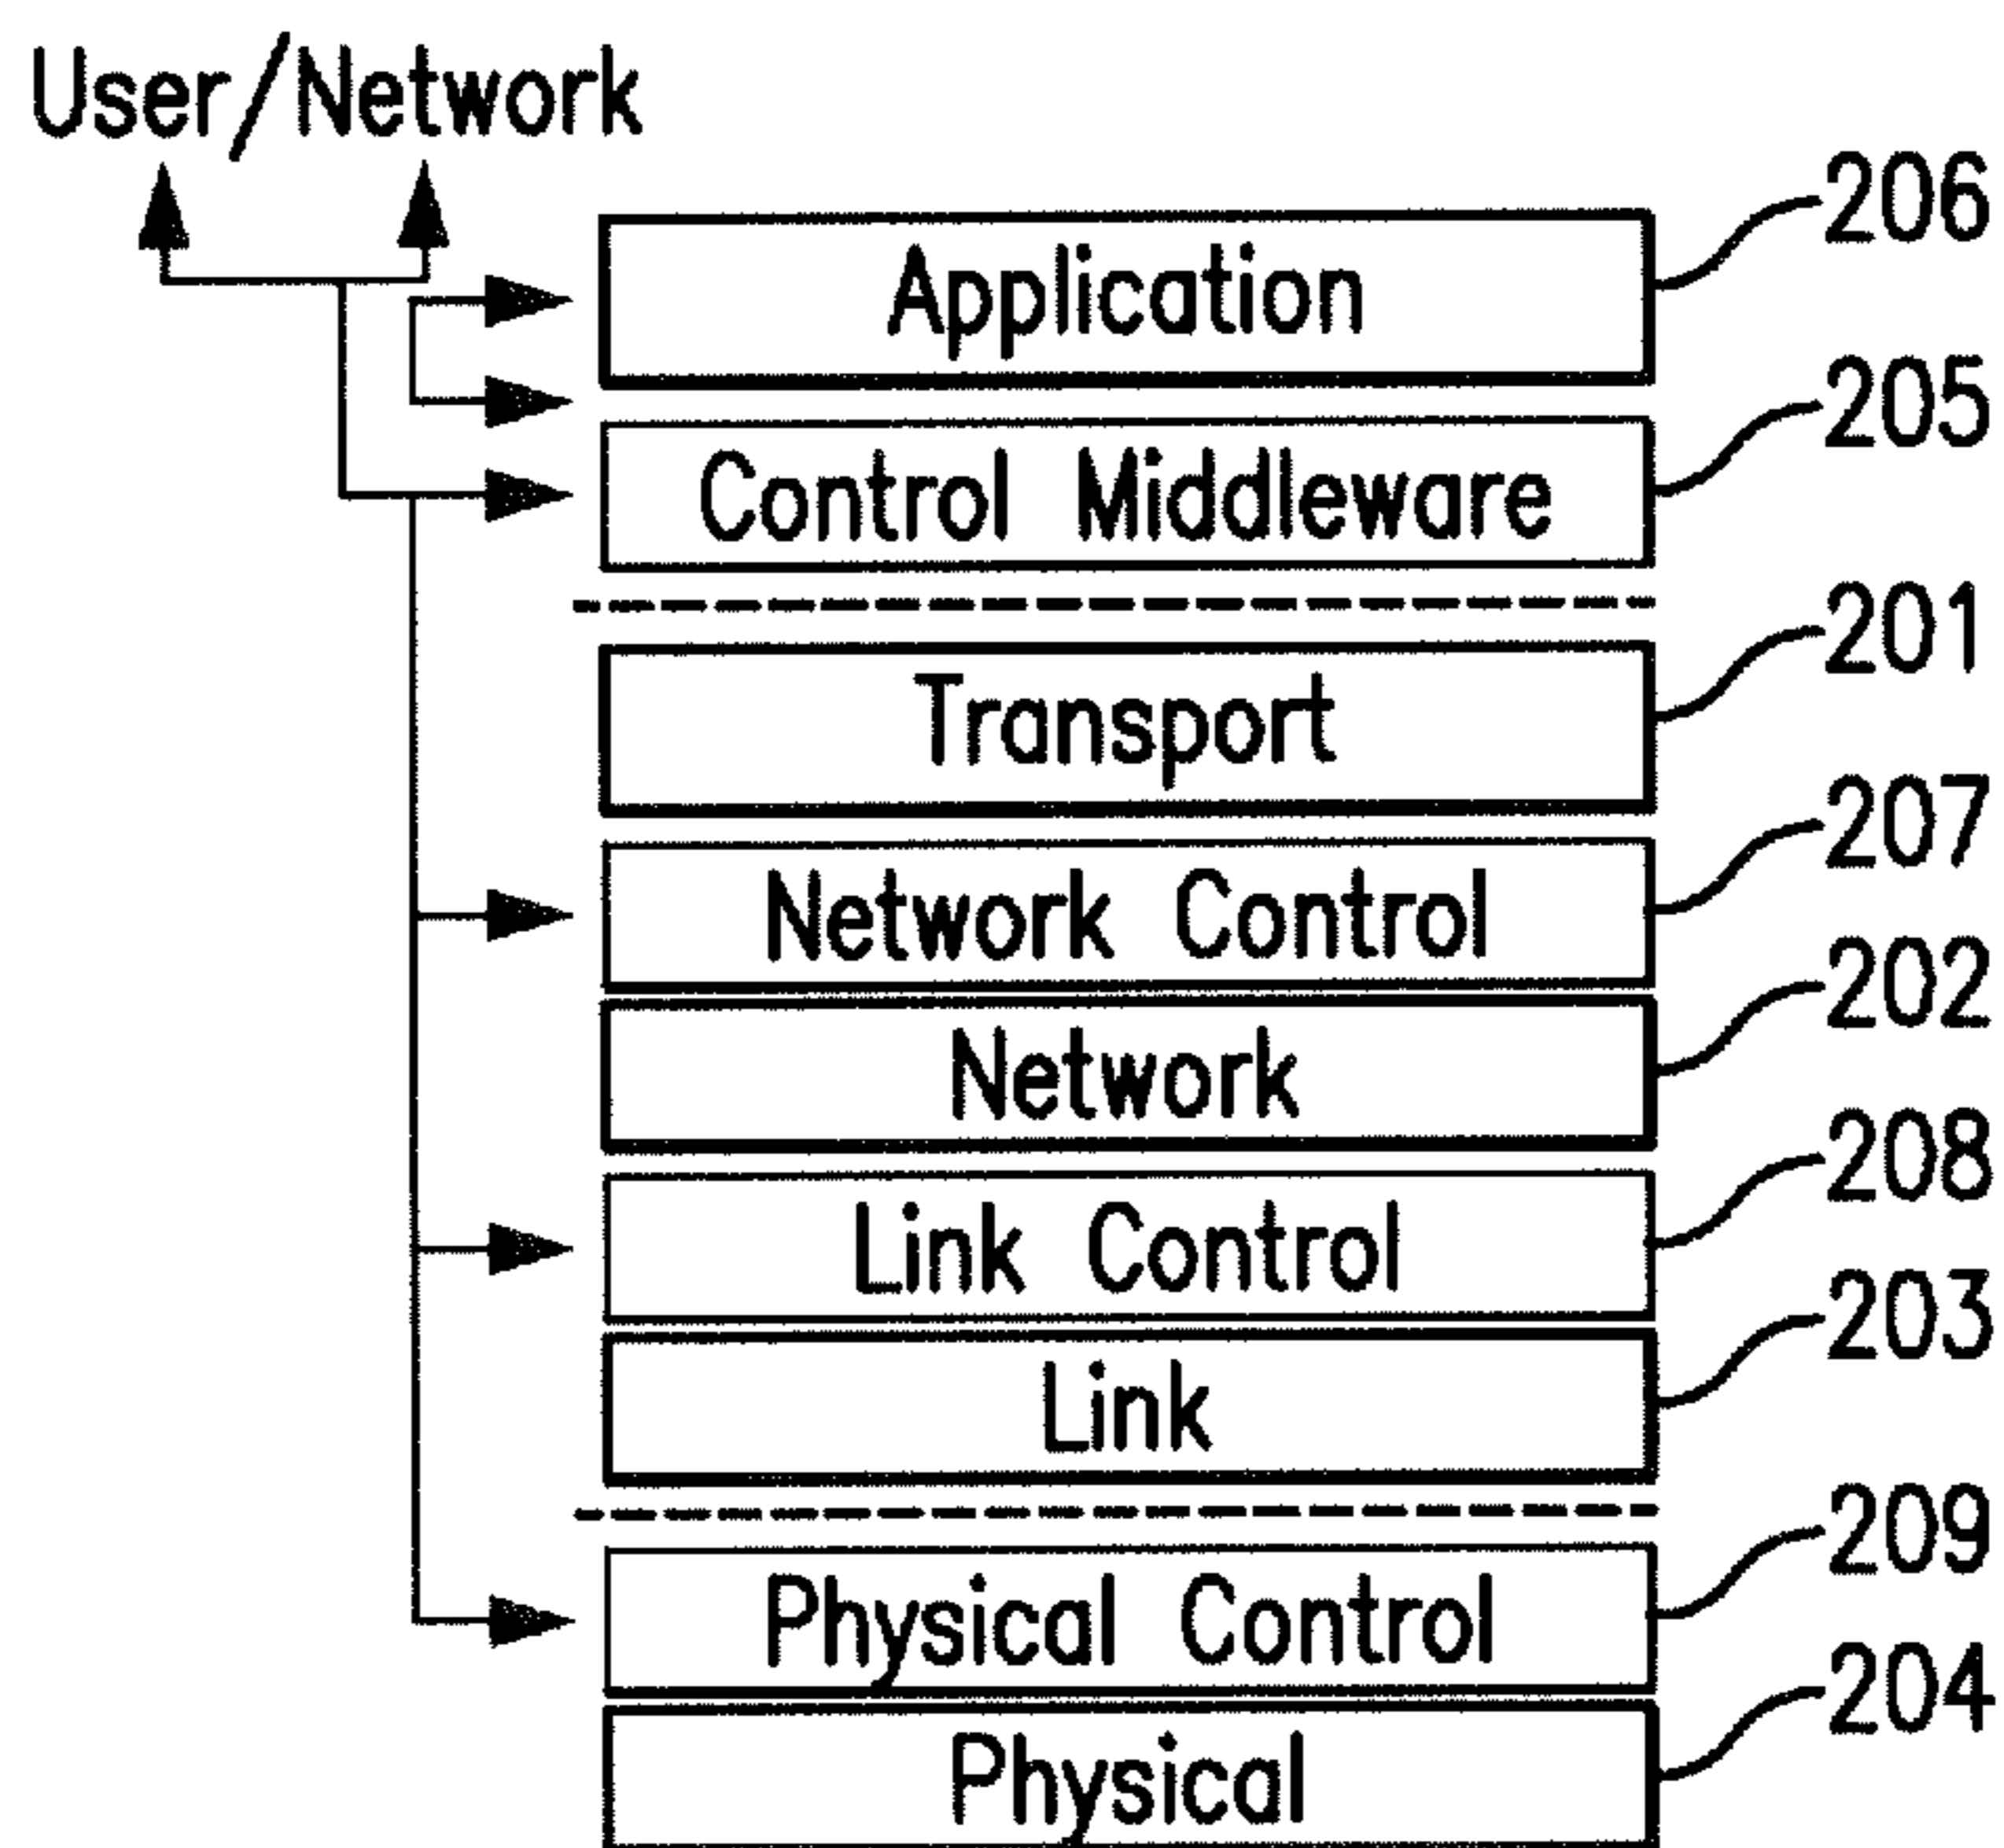 User/Network
Application 206
Control Middleware 205
Transport 201
Network Control 207
Network 202
Link Control 208
Link 203
Physical Control 209
Physical 204